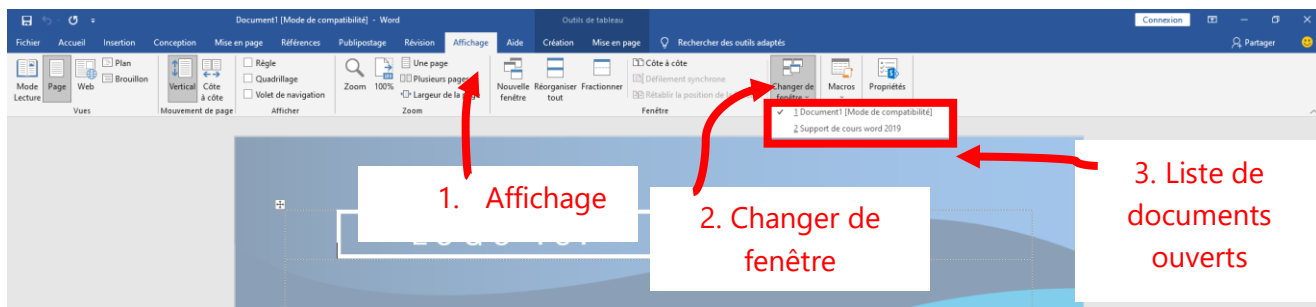 Document1 [Mode de compatibilité] - Word
Outils de tableau
Connexion
Fichier Accueil Insertion Conception Mise en page Références Publipostage Révision Affichage Aide Création Mise en page Rechercher des outils adaptés Partager
Mode Lecture
Page
Web
Plan
Brouillon
Vues
Vertical
Côte à côte
Mouvement de page
Règle
Quadrillage
Volet de navigation
Afficher
Zoom
100%
Une page
Plusieurs pages
Largeur de la page
Zoom
Nouvelle fenêtre
Réorganiser tout
Fractionner
Côte à côte
Défilement synchrone
Rétablir la position de la
Fenêtre
Changer de fenêtre
Macros
Propriétés
1 Document1 [Mode de compatibilité]
2 Support de cours word 2019
1. Affichage
2. Changer de
fenêtre
3. Liste de
documents
ouverts